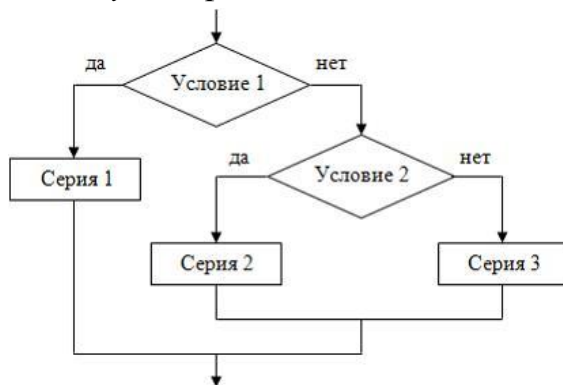 да
нет
Условие 1
да
нет
Серия 1
Условие 2
Серия 2
Серия 3